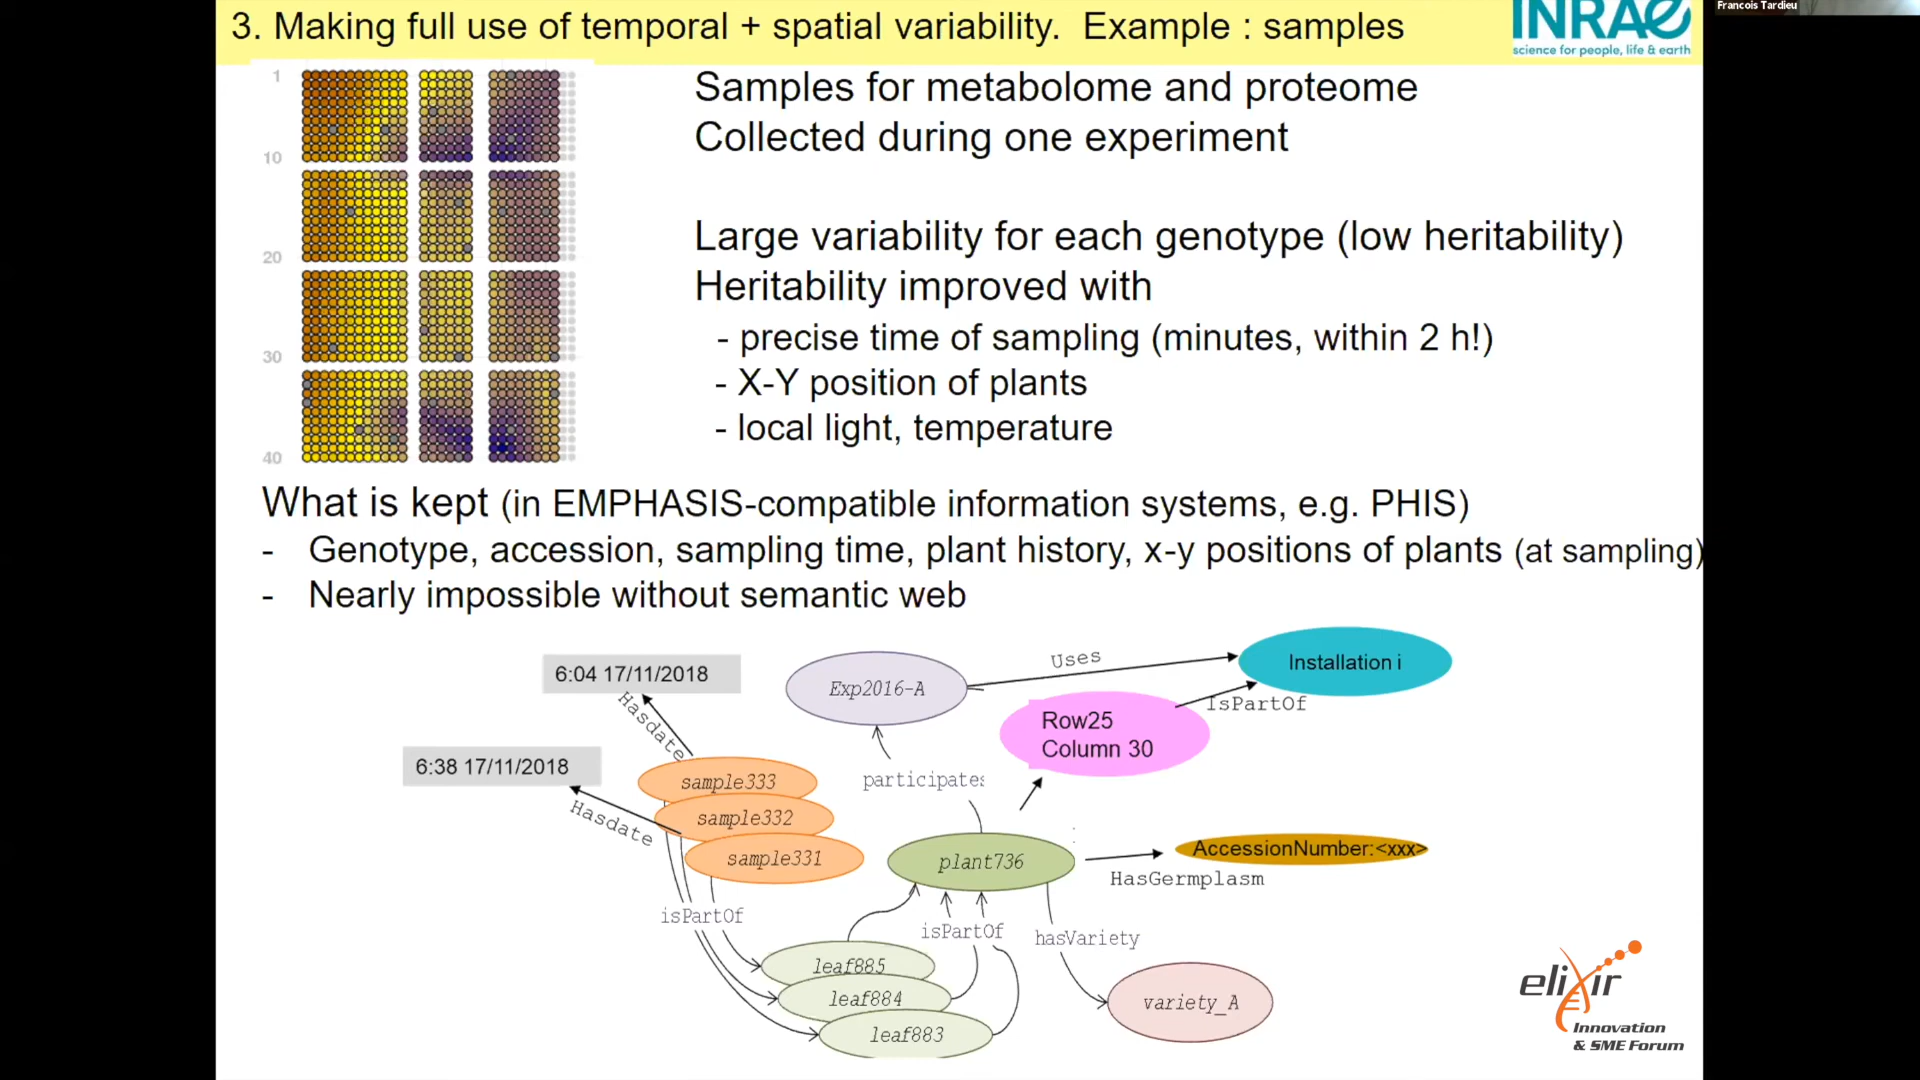 Francois Tardieu
3. Making full use of temporal + spatial variability. Example : samples
INRAE
science for people, life & earth
1
10
20
30
40
Samples for metabolome and proteome
Collected during one experiment
Large variability for each genotype (low heritability)
Heritability improved with
- precise time of sampling (minutes, within 2 h!)
- X-Y position of plants
- local light, temperature
What is kept (in EMPHASIS-compatible information systems, e.g. PHIS)
- Genotype, accession, sampling time, plant history, x-y positions of plants (at sampling)
- Nearly impossible without semantic web
6:04 17/11/2018
Hasdate
6:38 17/11/2018
Hasdate
sample333
sample332
sample331
isPartOf
leaf885
leaf884
leaf883
isPartOf
Exp2016-A
Uses
Installation i
IsPartOf
Row25
Column 30
participates
plant736
HasGermplasm
AccessionNumber:<xxx>
hasVariety
variety_A
elixir
Innovation
& SME Forum